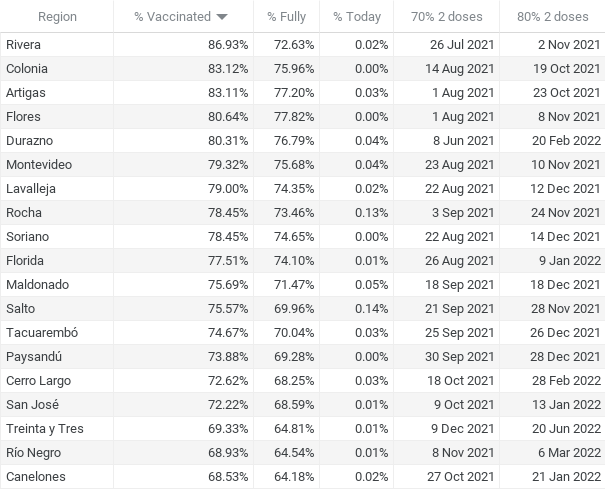 Region % Vaccinated % Fully % Today 70% 2 doses 80% 2 doses
Rivera 86.93% 72.63% 0.02% 26 Jul 2021 2 Nov 2021
Colonia 83.12% 75.96% 0.00% 14 Aug 2021 19 Oct 2021
Artigas 83.11% 77.20% 0.03% 1 Aug 2021 23 Oct 2021
Flores 80.64% 77.82% 0.00% 1 Aug 2021 8 Nov 2021
Durazno 80.31% 76.79% 0.04% 8 Jun 2021 20 Feb 2022
Montevideo 79.32% 75.68% 0.04% 23 Aug 2021 10 Nov 2021
Lavalleja 79.00% 74.35% 0.02% 22 Aug 2021 12 Dec 2021
Rocha 78.45% 73.46% 0.13% 3 Sep 2021 24 Nov 2021
Soriano 78.45% 74.65% 0.00% 22 Aug 2021 14 Dec 2021
Florida 77.51% 74.10% 0.01% 26 Aug 2021 9 Jan 2022
Maldonado 75.69% 71.47% 0.05% 18 Sep 2021 18 Dec 2021
Salto 75.57% 69.96% 0.14% 21 Sep 2021 28 Nov 2021
Tacuarembó 74.67% 70.04% 0.03% 25 Sep 2021 26 Dec 2021
Paysandú 73.88% 69.28% 0.00% 30 Sep 2021 28 Dec 2021
Cerro Largo 72.62% 68.25% 0.03% 18 Oct 2021 28 Feb 2022
San José 72.22% 68.59% 0.01% 9 Oct 2021 13 Jan 2022
Treinta y Tres 69.33% 64.81% 0.01% 9 Dec 2021 20 Jun 2022
Río Negro 68.93% 64.54% 0.01% 8 Nov 2021 6 Mar 2022
Canelones 68.53% 64.18% 0.02% 27 Oct 2021 21 Jan 2022